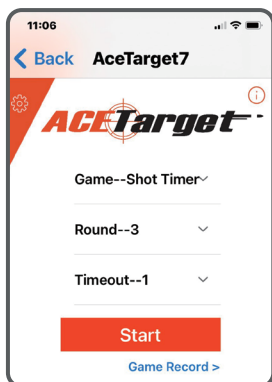 11:06
Back AceTarget7
ACETarget
Game--Shot Timer
Round--3
Timeout--1
Start
Game Record >